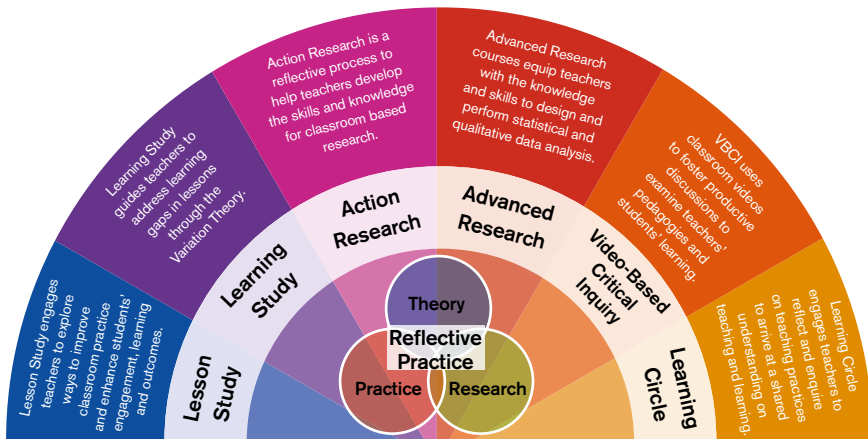 Lesson Study engages
teachers to explore
ways to improve
classroom practice
and enhance students'
engagement, learning
and outcomes.
Learning Study
guides teachers to
address learning
gaps in lessons
through the
Variation Theory.
Action Research is a
reflective process to
help teachers develop
the skills and knowledge
for classroom based
research.
Advanced Research
courses equip teachers
with the knowledge
and skills to design and
perform statistical and
qualitative data analysis.
VBCI uses
classroom videos
to foster productive
discussions to
examine teachers'
pedagogies and
students' learning.
Learning Circle
engages teachers to
reflect and enquire
on teaching practices
to arrive at a shared
understanding on
teaching and learning.
Lesson
Study
Learning
Study
Action
Research
Advanced
Research
Video-Based
Critical
Inquiry
Learning
Circle
Theory
Reflective
Practice
Practice
Research